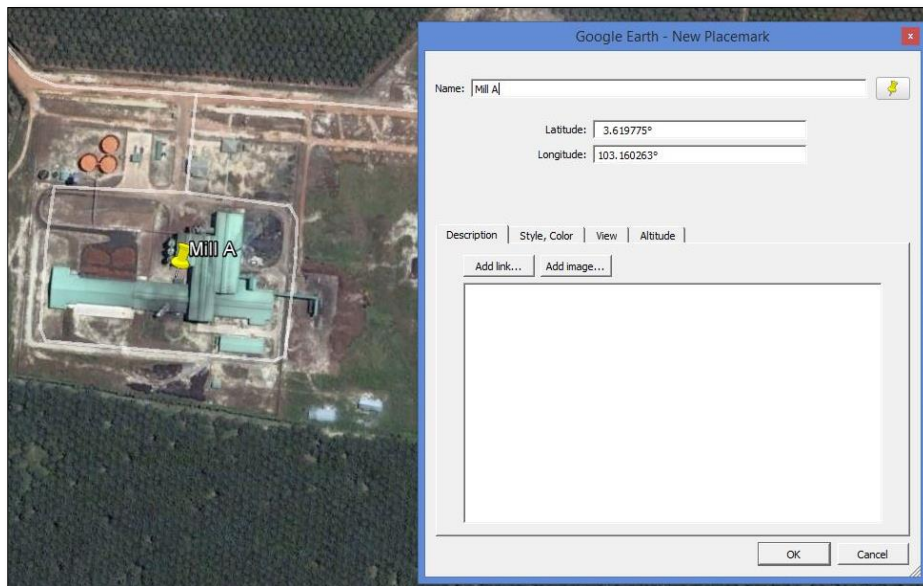 Google Earth - New Placemark
x
Name: Mill A
Latitude: 3.619775°
Longitude: 103.160263°
Mill A
Description Style, Color View Altitude
Add link... Add image...
OK Cancel